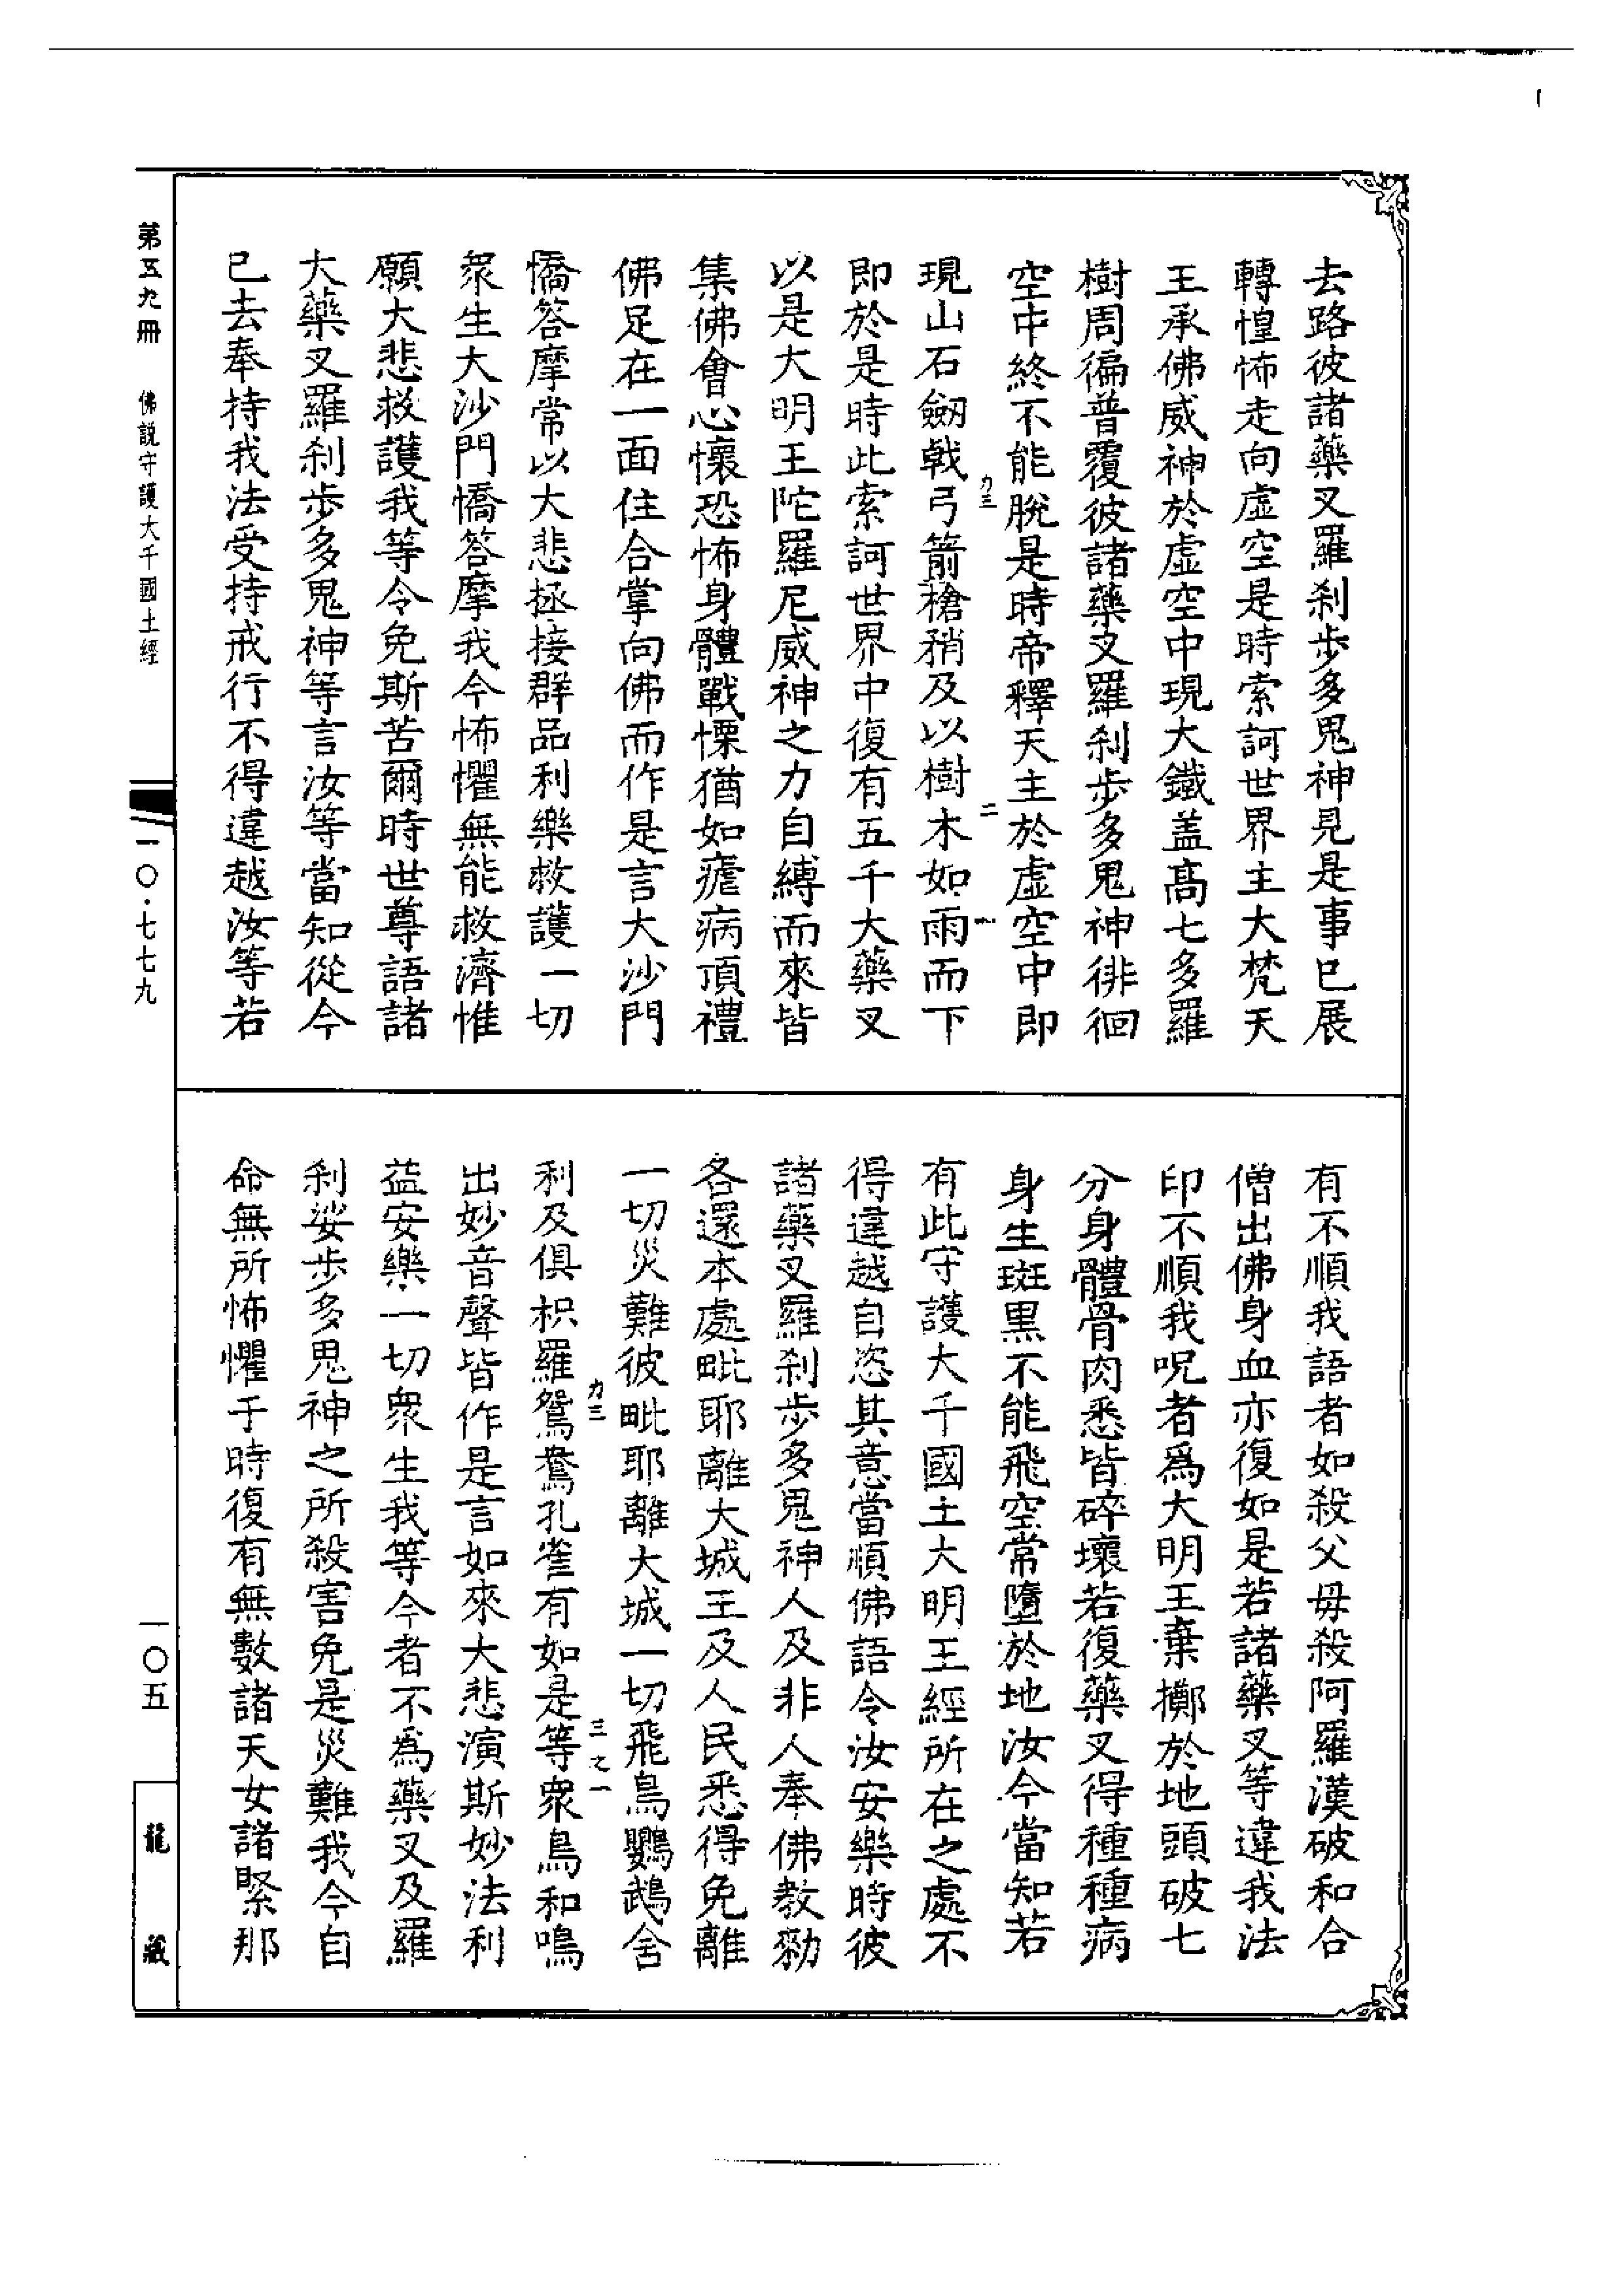 去路彼諸藥叉羅刹步多鬼神見是事已展
轉惶怖走向虛空是時索訶世界主大梵天
王承佛威神於虛空中現大鐵盖高七多羅
樹周徧普覆彼諸藥叉羅刹步多鬼神徘徊
空中終不能脫是時帝釋天主於虛空中即
現山石劒戟弓箭槍矟及以樹木如雨而下
即於是時此索訶世界中復有五千大藥叉
以是大明王陀羅尼威神之力自縛而來皆
集佛會心懷恐怖身體戰慄猶如瘧病頂禮
佛足在一面住合掌向佛而作是言大沙門
憍答摩常以大悲拯接群品利樂救護一切
衆生大沙門憍答摩我今怖懼無能救濟惟
願大悲救護我等令免斯苦爾時世尊語諸
大藥叉羅刹步多鬼神等言汝等當知從今
已去奉持我法受持戒行不得違越汝等若
力三
二
有不順我語者如殺父母殺阿羅漢破和合
僧出佛身血亦復如是若諸藥叉等違我法
印不順我呪者爲大明王棄擲於地頭破七
分身體骨肉悉皆碎壞若復藥叉得種種病
身生斑黑不能飛空常墮於地汝今當知若
有此守護大千國土大明王經所在之處不
得違越自恣其意當順佛語令汝安樂時彼
諸藥叉羅刹步多鬼神人及非人奉佛教勑
各還本處毗耶離大城王及人民悉得免離
一切災難彼毗耶離大城一切飛鳥鸚鵡舍
利及俱枳羅鴛鴦孔雀有如是等衆鳥和鳴
出妙音聲皆作是言如來大悲演斯妙法利
益安樂一切衆生我等今者不爲藥叉及羅
刹娑步多鬼神之所殺害免是災難我今自
命無所怖懼于時復有無數諸天女諸緊那
力三
三之一
第五九冊
佛説守護大千國土經
一〇·七七九
一〇五
龍藏